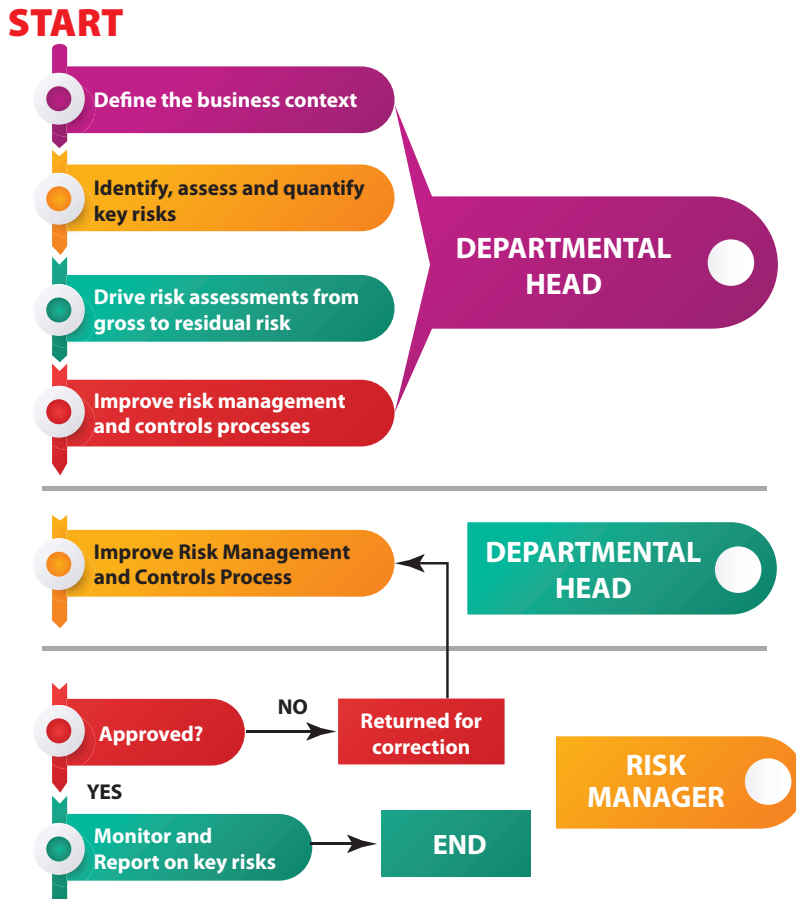 START
Define the business context
Identify, assess and quantify
key risks
DEPARTMENTAL
HEAD
Drive risk assessments from
gross to residual risk
Improve risk management
and controls processes
Improve Risk Management
and Controls Process
DEPARTMENTAL
HEAD
Approved?
NO
Returned for
correction
RISK
MANAGER
YES
Monitor and
Report on key risks
END